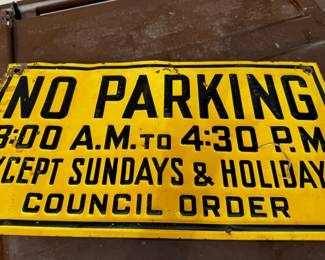 NO PARKING
8:00 A.M. TO 4:30 P.M
XCEPT SUNDAYS & HOLIDAY
COUNCIL ORDER